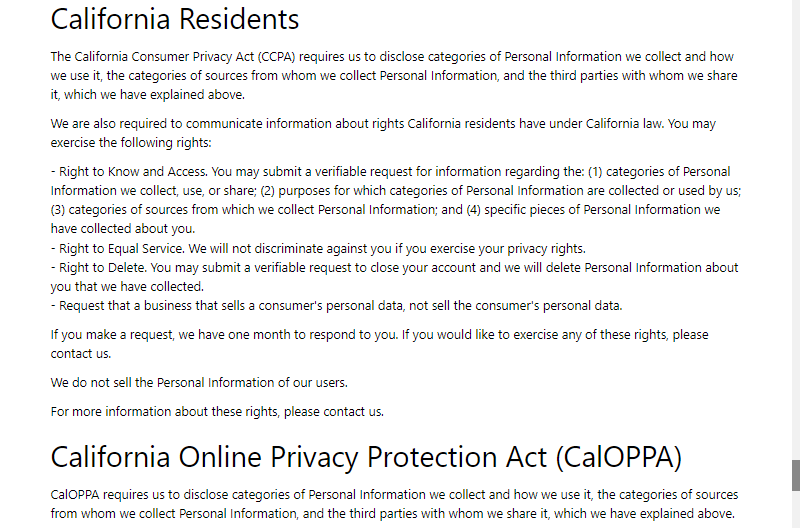 California Residents
The California Consumer Privacy Act (CCPA) requires us to disclose categories of Personal Information we collect and how
we use it, the categories of sources from whom we collect Personal Information, and the third parties with whom we share
it, which we have explained above.
We are also required to communicate information about rights California residents have under California law. You may
exercise the following rights:
- Right to Know and Access. You may submit a verifiable request for information regarding the: (1) categories of Personal
Information we collect, use, or share; (2) purposes for which categories of Personal Information are collected or used by us;
(3) categories of sources from which we collect Personal Information; and (4) specific pieces of Personal Information we
have collected about you.
- Right to Equal Service. We will not discriminate against you if you exercise your privacy rights.
- Right to Delete. You may submit a verifiable request to close your account and we will delete Personal Information about
you that we have collected.
- Request that a business that sells a consumer's personal data, not sell the consumer's personal data.
If you make a request, we have one month to respond to you. If you would like to exercise any of these rights, please
contact us.
We do not sell the Personal Information of our users.
For more information about these rights, please contact us.
California Online Privacy Protection Act (CalOPPA)
CalOPPA requires us to disclose categories of Personal Information we collect and how we use it, the categories of sources
from whom we collect Personal Information, and the third parties with whom we share it, which we have explained above.